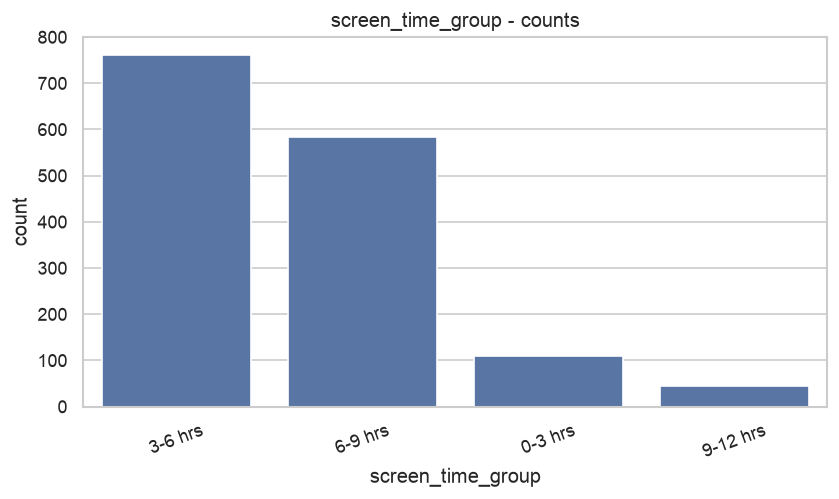 screen_time_group - counts
800
700
600
500
400
300
200
100
0
count
3-6 hrs
6-9 hrs
0-3 hrs
9-12 hrs
screen_time_group